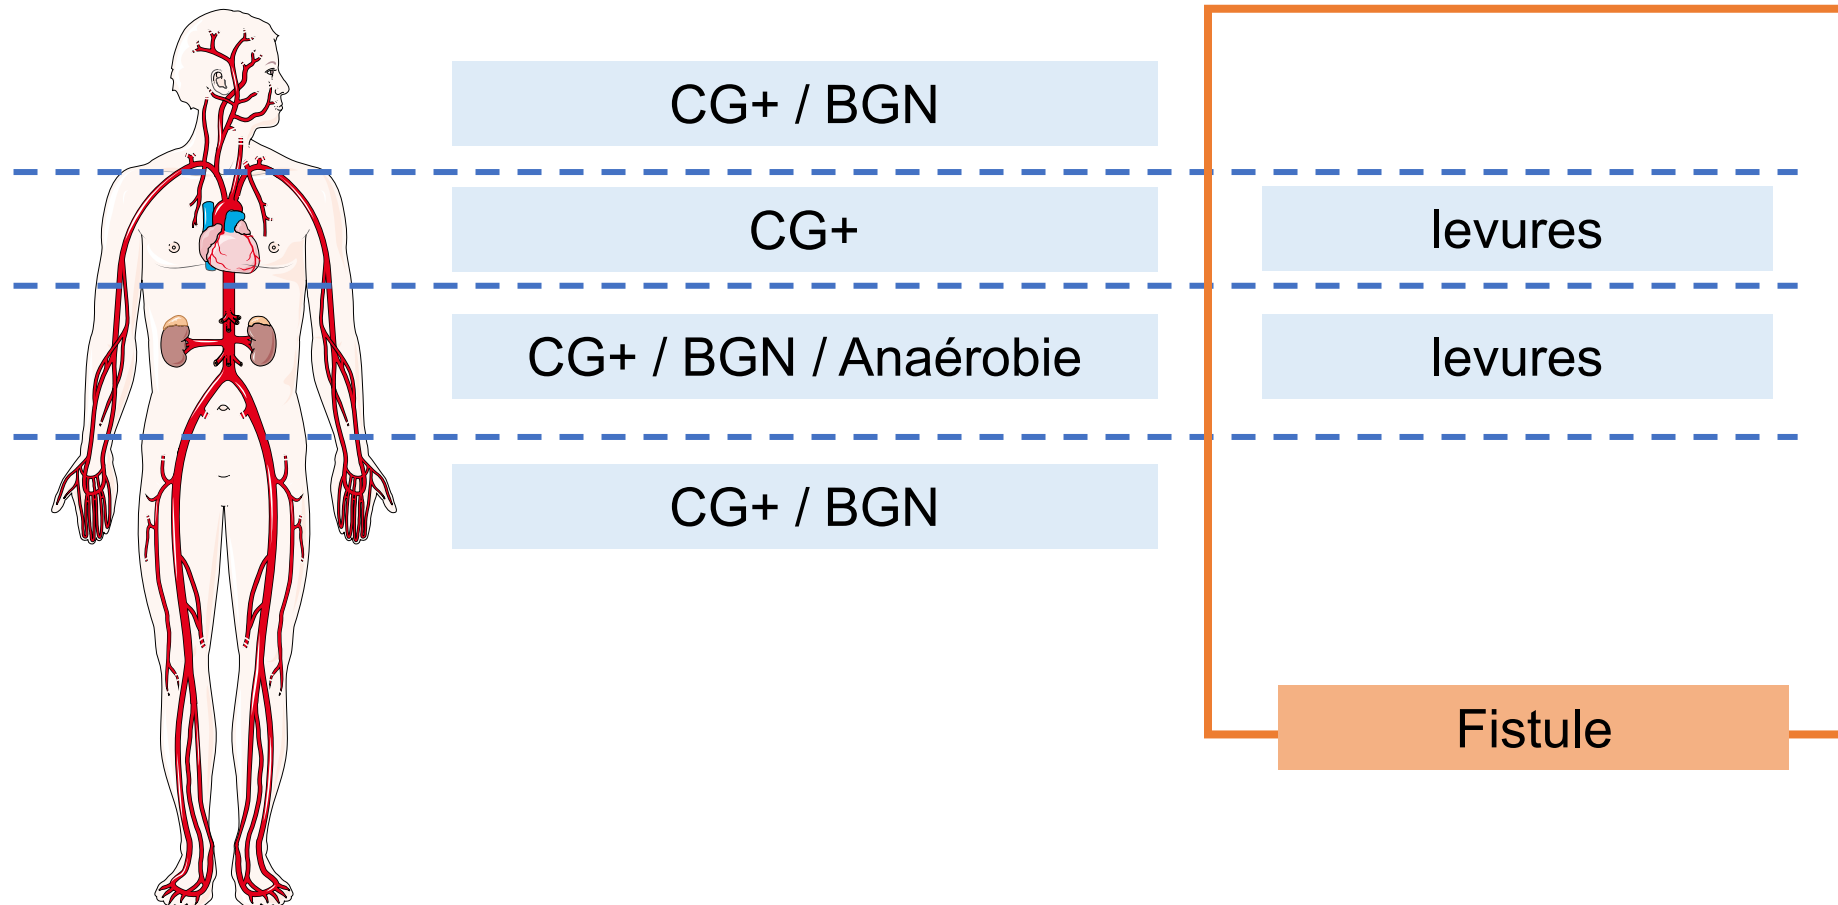 CG+ / BGN
CG+
levures
CG+ / BGN / Anaérobie
levures
CG+ / BGN
Fistule